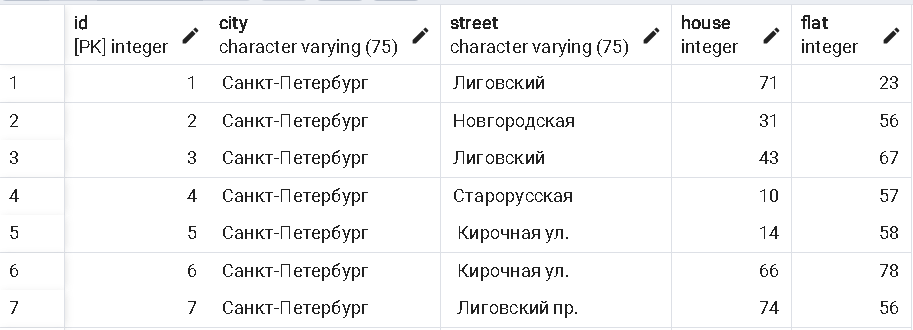 id city street house flat
[PK] integer character varying (75) character varying (75) integer integer
1 1 Санкт-Петербург Лиговский 71 23
2 2 Санкт-Петербург Новгородская 31 56
3 3 Санкт-Петербург Лиговский 43 67
4 4 Санкт-Петербург Старорусская 10 57
5 5 Санкт-Петербург Кирочная ул. 14 58
6 6 Санкт-Петербург Кирочная ул. 66 78
7 7 Санкт-Петербург Лиговский пр. 74 56